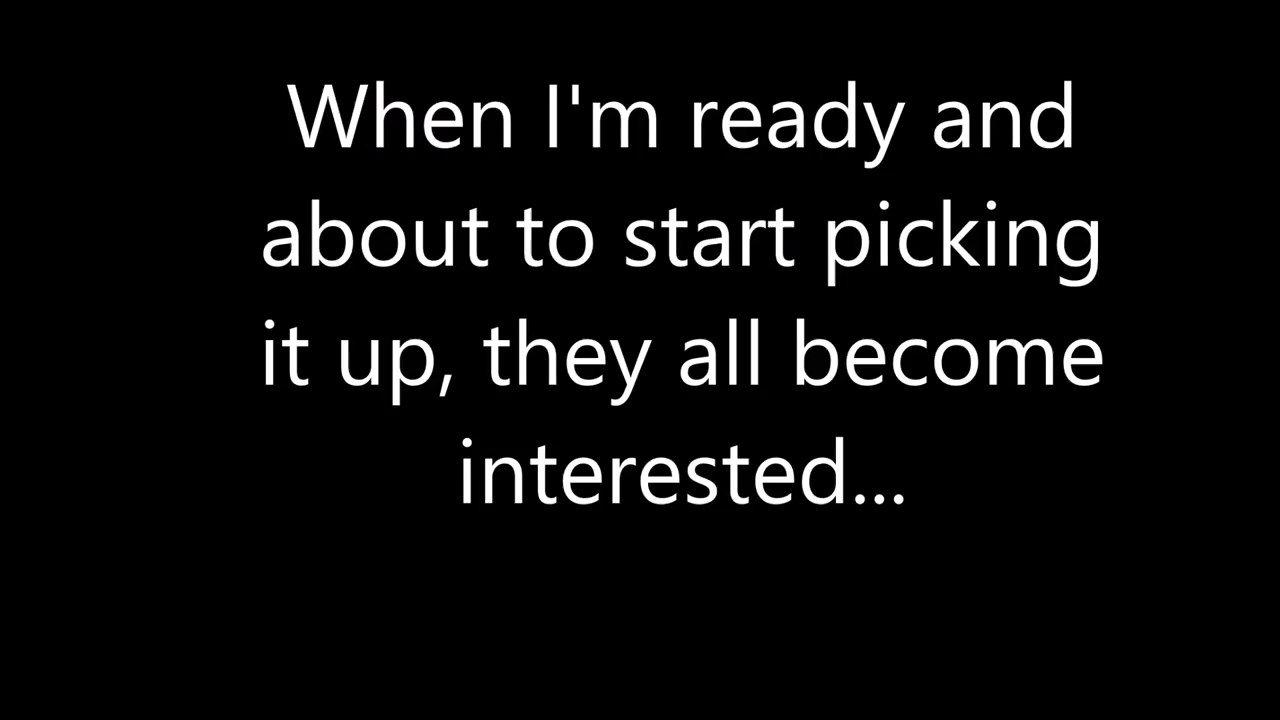 When I'm ready and
about to start picking
it up, they all become
interested...